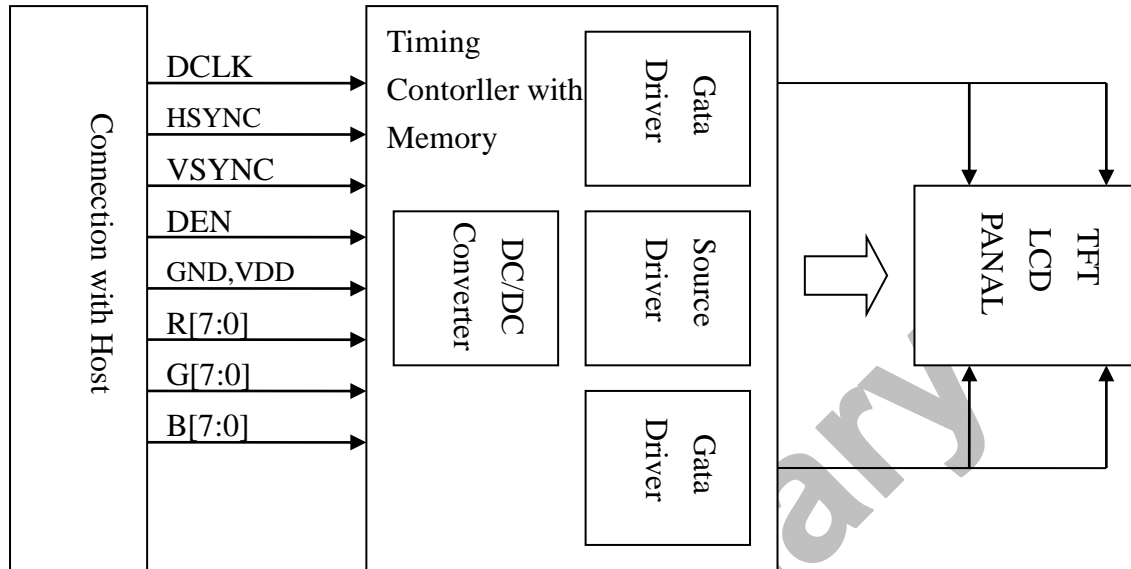 Connection with Host
DCLK
HSYNC
VSYNC
DEN
GND,VDD
R[7:0]
G[7:0]
B[7:0]
Timing
Contorller with
Memory
Gata
Driver
DC/DC
Converter
Source
Driver
Gata
Driver
TFT
LCD
PANAL